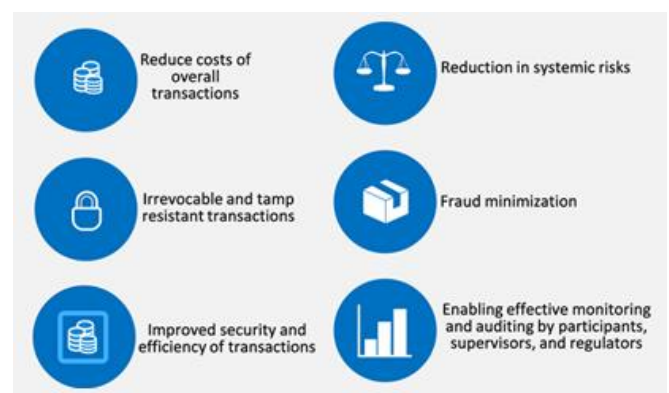 Reduce costs of
overall
transactions
Reduction in systemic risks
Irrevocable and tamp
resistant transactions
Fraud minimization
Improved security and
efficiency of transactions
Enabling effective monitoring
and auditing by participants,
supervisors, and regulators